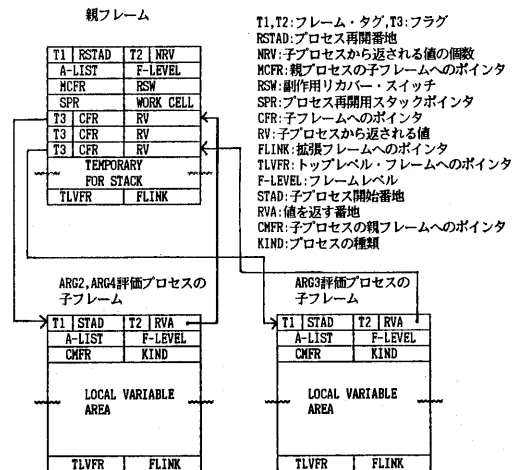 親フレーム
T1 RSTAD T2 NRV
A-LIST F-LEVEL
MCFR RSW
SPR WORK CELL
T3 CFR RV
T3 CFR RV
T3 CFR RV
TEMPORARY
FOR STACK
TLVFR FLINK
T1,T2:フレーム・タグ,T3:フラグ
RSTAD:プロセス再開番地
NRV:子プロセスから返される値の個数
MCFR:親プロセスの子フレームへのポインタ
RSW:副作用リカバー・スイッチ
SPR:プロセス再開用スタックポインタ
CFR:子フレームへのポインタ
RV:子プロセスから返される値
FLINK:拡張フレームへのポインタ
TLVFR:トップレベル・フレームへのポインタ
F-LEVEL:フレームレベル
STAD:子プロセス開始番地
RVA:値を返す番地
CMFR:子プロセスの親フレームへのポインタ
KIND:プロセスの種類
ARG2,ARG4評価プロセスの
子フレーム
T1 STAD T2 RVA
A-LIST F-LEVEL
CMFR KIND
LOCAL VARIABLE
AREA
TLVFR FLINK
ARG3評価プロセスの
子フレーム
T1 STAD T2 RVA
A-LIST F-LEVEL
CMFR KIND
LOCAL VARIABLE
AREA
TLVFR FLINK